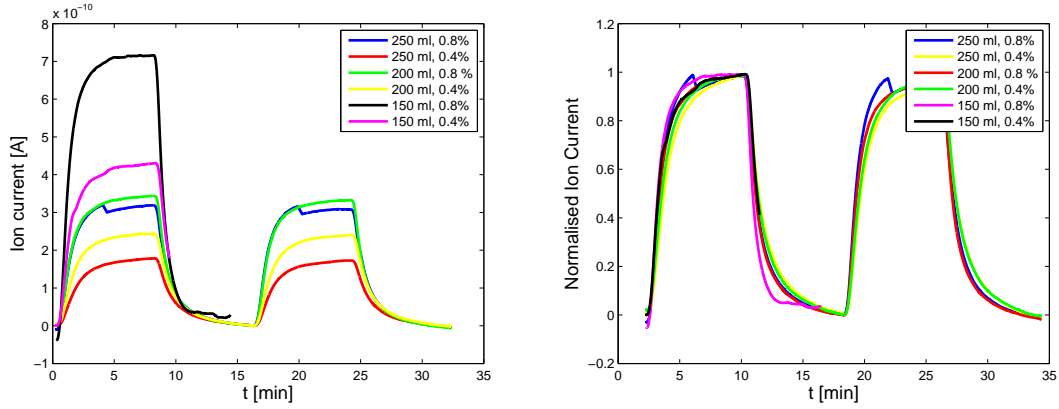 x 10⁻¹⁰
8
7
6
5
4
3
2
1
0
−1
0 5 10 15 20 25 30 35
Ion current [A]
t [min]
250 ml, 0.8%
250 ml, 0.4%
200 ml, 0.8 %
200 ml, 0.4%
150 ml, 0.8%
150 ml, 0.4%
1.2
1
0.8
0.6
0.4
0.2
0
−0.2
0 5 10 15 20 25 30 35
Normalised Ion Current
t [min]
250 ml, 0.8%
250 ml, 0.4%
200 ml, 0.8 %
200 ml, 0.4%
150 ml, 0.8%
150 ml, 0.4%